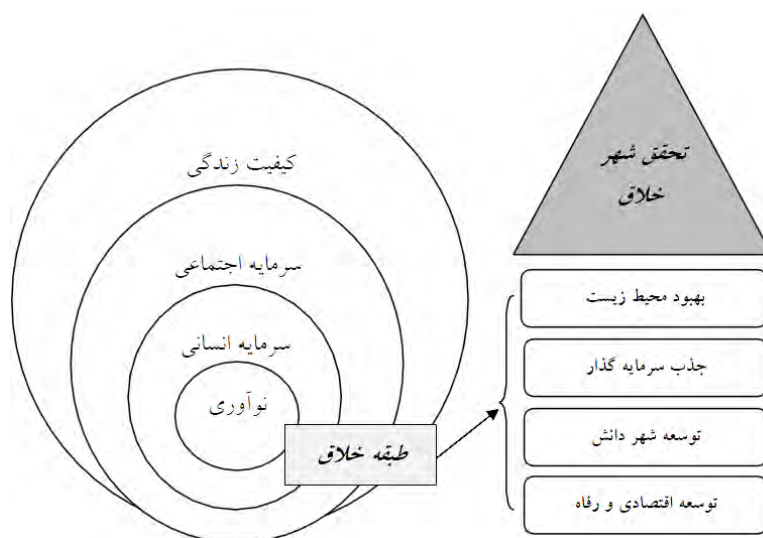 کیفیت زندگی
سرمایه اجتماعی
سرمایه انسانی
نوآوری
طبقه خلاق
تحقق شهر
خلاق
بهبود محیط زیست
جذب سرمایه گذار
توسعه شهر دانش
توسعه اقتصادی و رفاه